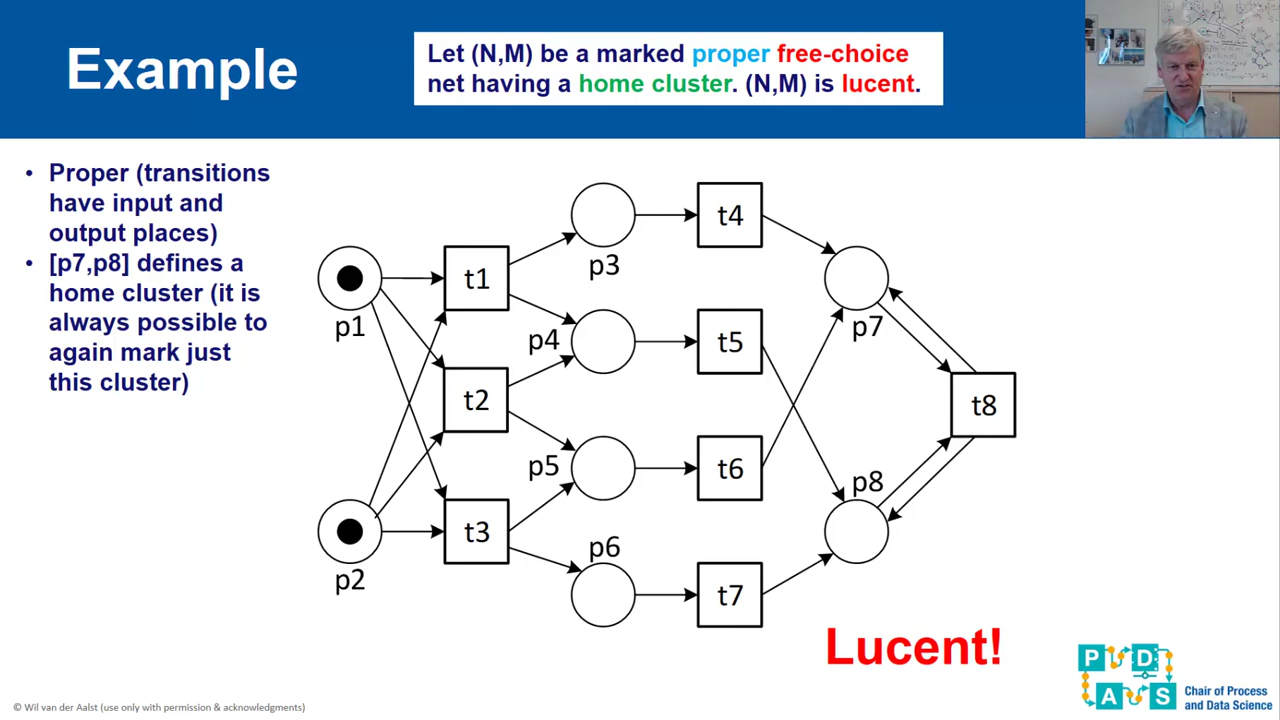 Example
Let (N,M) be a marked proper free-choice
net having a home cluster. (N,M) is lucent.
• Proper (transitions
have input and
output places)
• [p7,p8] defines a
home cluster (it is
always possible to
again mark just
this cluster)
p1
p2
t1
t2
t3
p3
p4
p5
p6
t4
t5
t6
t7
p7
p8
t8
Lucent!
P D
A S
Chair of Process
and Data Science
© Wil van der Aalst (use only with permission & acknowledgments)